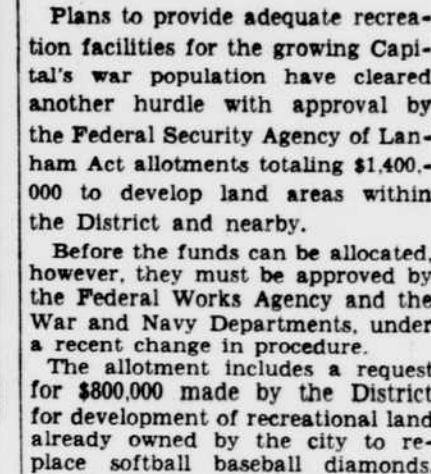 Plans to provide adequate recrea-
tion facilities for the growing Capi-
tal's war population have cleared
another hurdle with approval by
the Federal Security Agency of Lan-
ham Act allotments totaling $1,400,-
000 to develop land areas within
the District and nearby.
Before the funds can be allocated,
however, they must be approved by
the Federal Works Agency and the
War and Navy Departments, under
a recent change in procedure.
The allotment includes a request
for $800,000 made by the District
for development of recreational land
already owned by the city to re-
place softball baseball diamonds